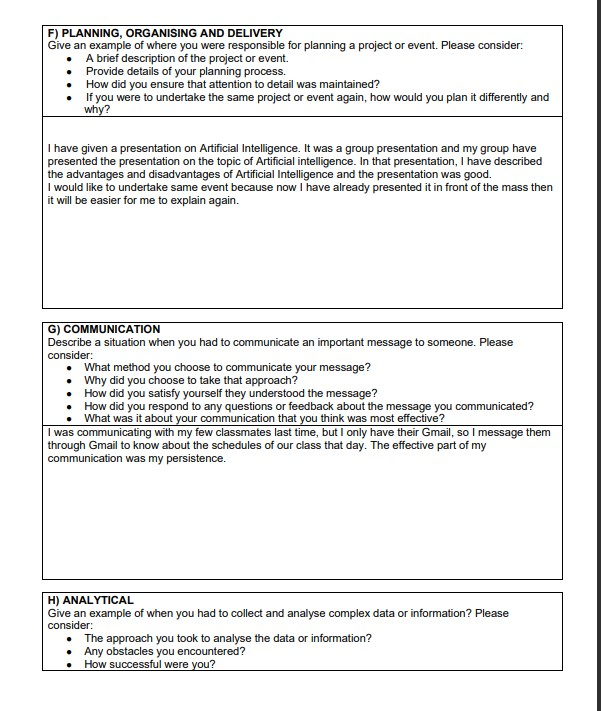 F) PLANNING, ORGANISING AND DELIVERY
Give an example of where you were responsible for planning a project or event. Please consider:
• A brief description of the project or event.
• Provide details of your planning process.
• How did you ensure that attention to detail was maintained?
• If you were to undertake the same project or event again, how would you plan it differently and
why?
I have given a presentation on Artificial Intelligence. It was a group presentation and my group have
presented the presentation on the topic of Artificial intelligence. In that presentation, I have described
the advantages and disadvantages of Artificial Intelligence and the presentation was good.
I would like to undertake same event because now I have already presented it in front of the mass then
it will be easier for me to explain again.
G) COMMUNICATION
Describe a situation when you had to communicate an important message to someone. Please
consider:
• What method you choose to communicate your message?
• Why did you choose to take that approach?
• How did you satisfy yourself they understood the message?
• How did you respond to any questions or feedback about the message you communicated?
• What was it about your communication that you think was most effective?
I was communicating with my few classmates last time, but I only have their Gmail, so I message them
through Gmail to know about the schedules of our class that day. The effective part of my
communication was my persistence.
H) ANALYTICAL
Give an example of when you had to collect and analyse complex data or information? Please
consider:
• The approach you took to analyse the data or information?
• Any obstacles you encountered?
• How successful were you?